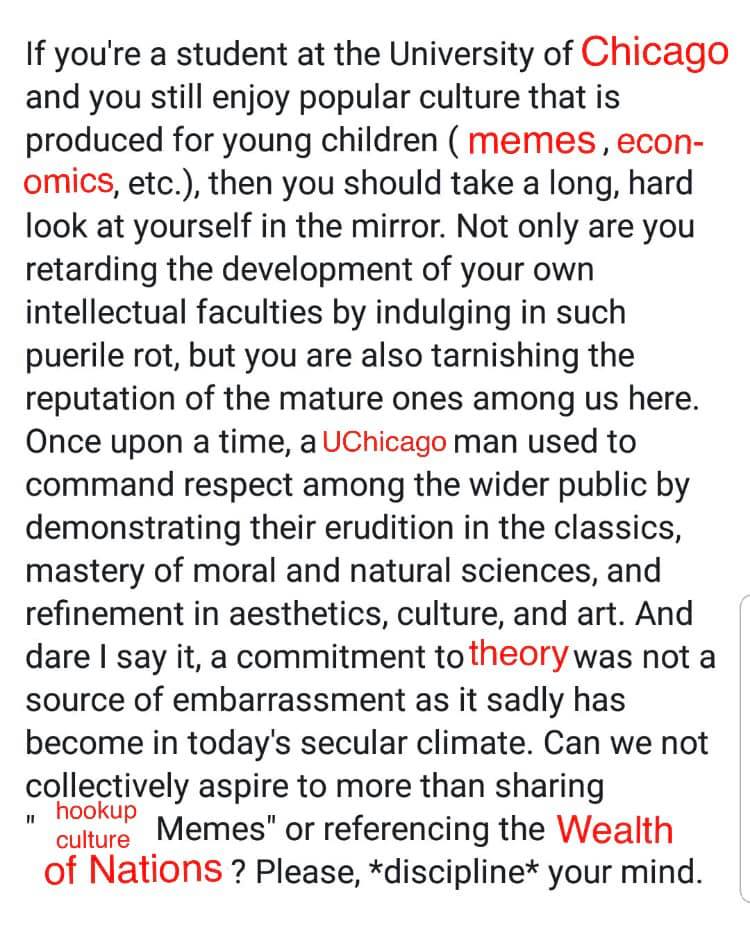 If you're a student at the University of Chicago
and you still enjoy popular culture that is
produced for young children ( memes , econ-
omics, etc.), then you should take a long, hard
look at yourself in the mirror. Not only are you
retarding the development of your own
intellectual faculties by indulging in such
puerile rot, but you are also tarnishing the
reputation of the mature ones among us here.
Once upon a time, a UChicago man used to
command respect among the wider public by
demonstrating their erudition in the classics,
mastery of moral and natural sciences, and
refinement in aesthetics, culture, and art. And
dare I say it, a commitment to theory was not a
source of embarrassment as it sadly has
become in today's secular climate. Can we not
collectively aspire to more than sharing
" hookup
culture Memes" or referencing the Wealth
of Nations ? Please, *discipline* your mind.